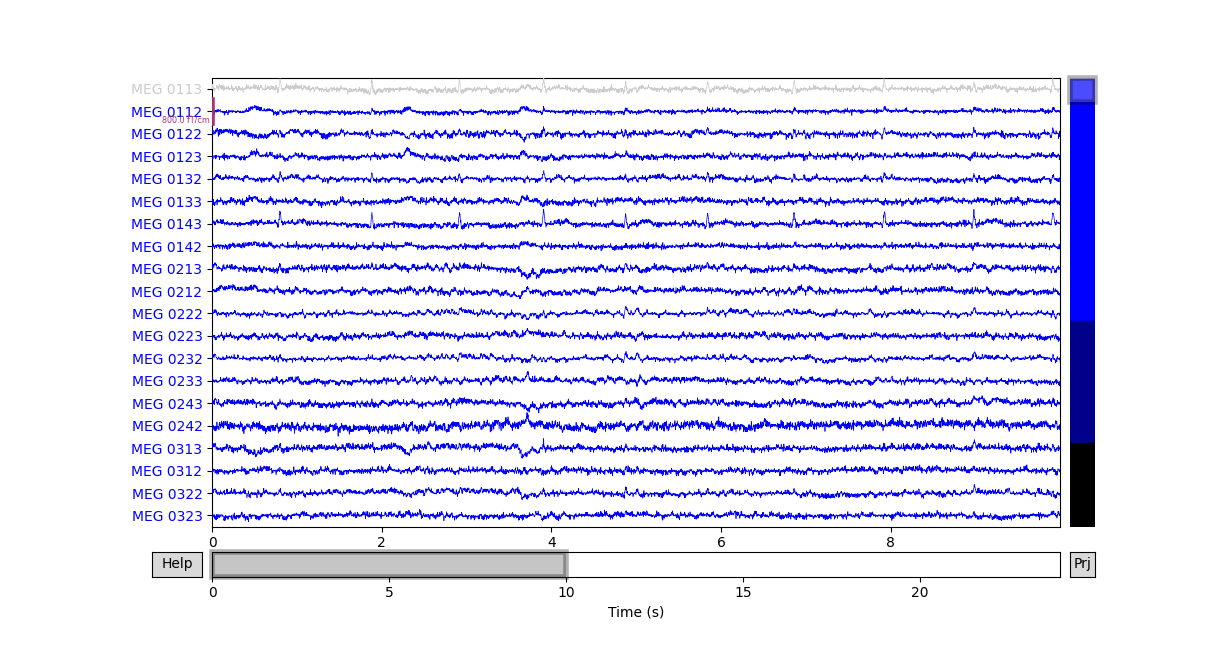 MEG 0113
MEG 0112
800.0 fT/cm
MEG 0122
MEG 0123
MEG 0132
MEG 0133
MEG 0143
MEG 0142
MEG 0213
MEG 0212
MEG 0222
MEG 0223
MEG 0232
MEG 0233
MEG 0243
MEG 0242
MEG 0313
MEG 0312
MEG 0322
MEG 0323
0 2 4 6 8
Help Prj
0 5 10 15 20
Time (s)